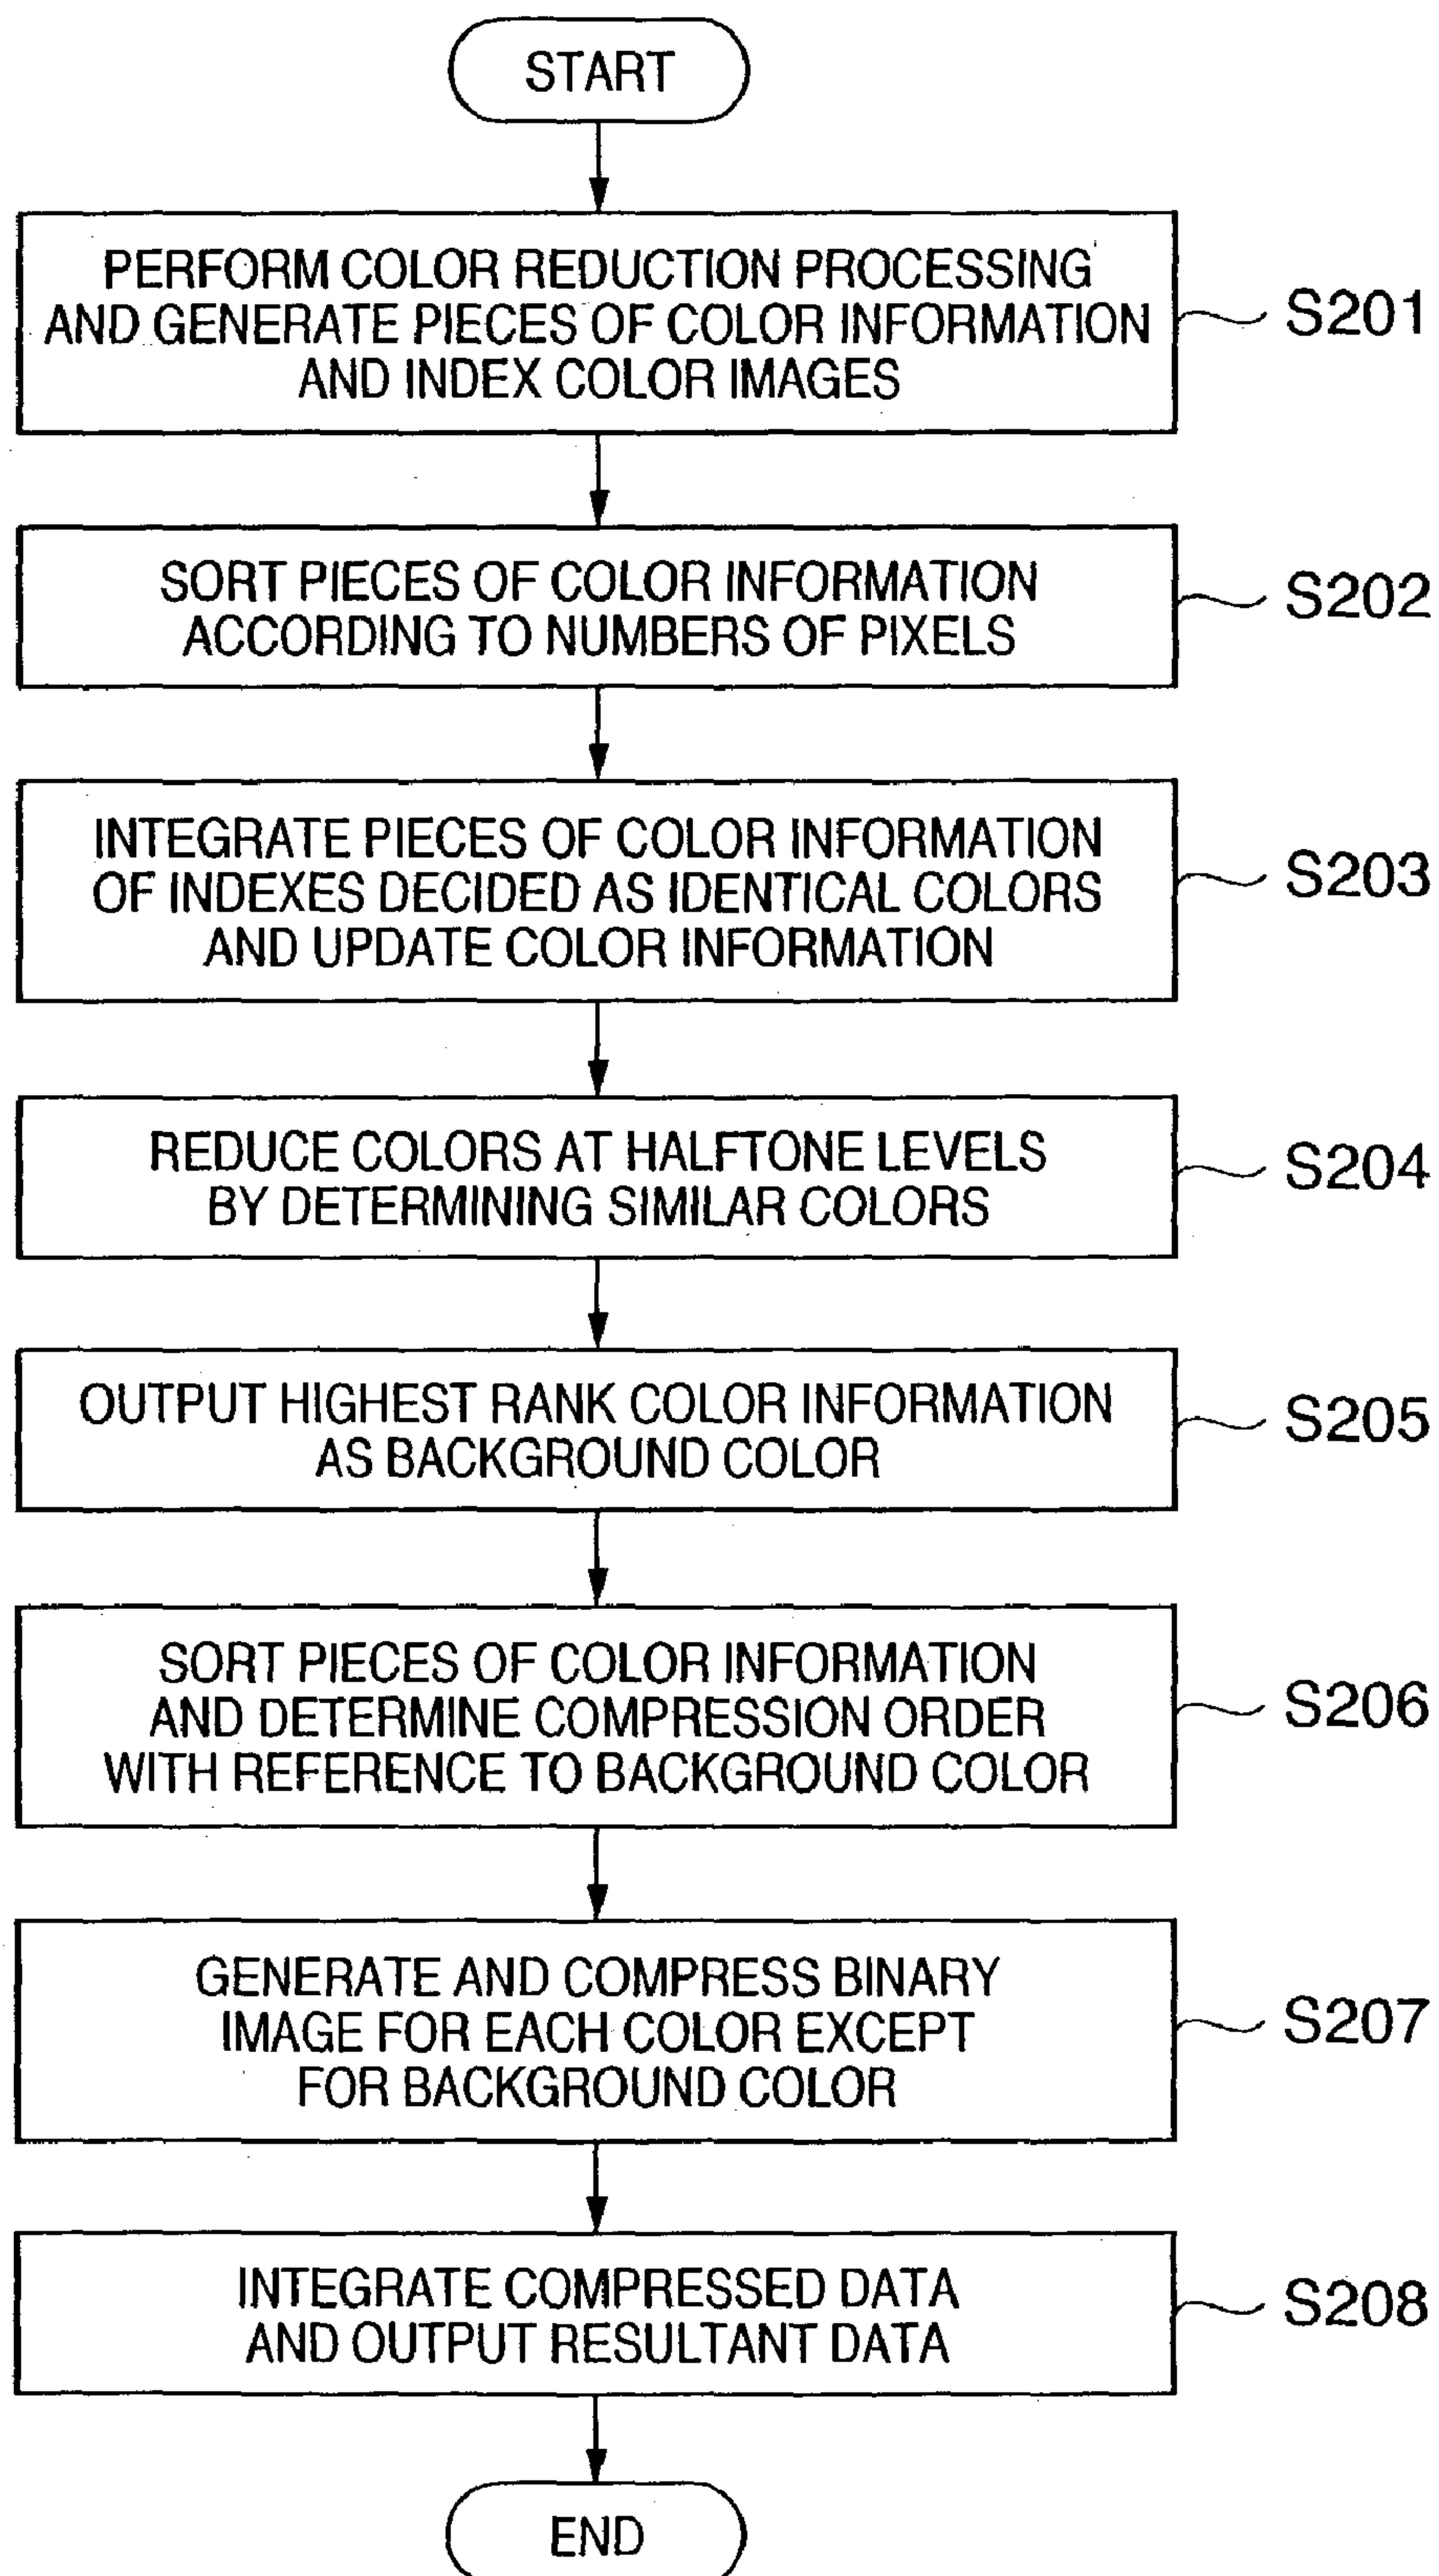 START
PERFORM COLOR REDUCTION PROCESSING
AND GENERATE PIECES OF COLOR INFORMATION
AND INDEX COLOR IMAGES
S201
SORT PIECES OF COLOR INFORMATION
ACCORDING TO NUMBERS OF PIXELS
S202
INTEGRATE PIECES OF COLOR INFORMATION
OF INDEXES DECIDED AS IDENTICAL COLORS
AND UPDATE COLOR INFORMATION
S203
REDUCE COLORS AT HALFTONE LEVELS
BY DETERMINING SIMILAR COLORS
S204
OUTPUT HIGHEST RANK COLOR INFORMATION
AS BACKGROUND COLOR
S205
SORT PIECES OF COLOR INFORMATION
AND DETERMINE COMPRESSION ORDER
WITH REFERENCE TO BACKGROUND COLOR
S206
GENERATE AND COMPRESS BINARY
IMAGE FOR EACH COLOR EXCEPT
FOR BACKGROUND COLOR
S207
INTEGRATE COMPRESSED DATA
AND OUTPUT RESULTANT DATA
S208
END